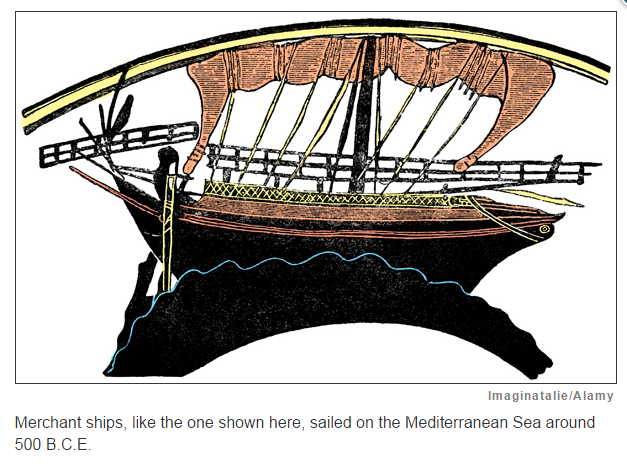 Imaginatalie/Alamy
Merchant ships, like the one shown here, sailed on the Mediterranean Sea around
500 B.C.E.